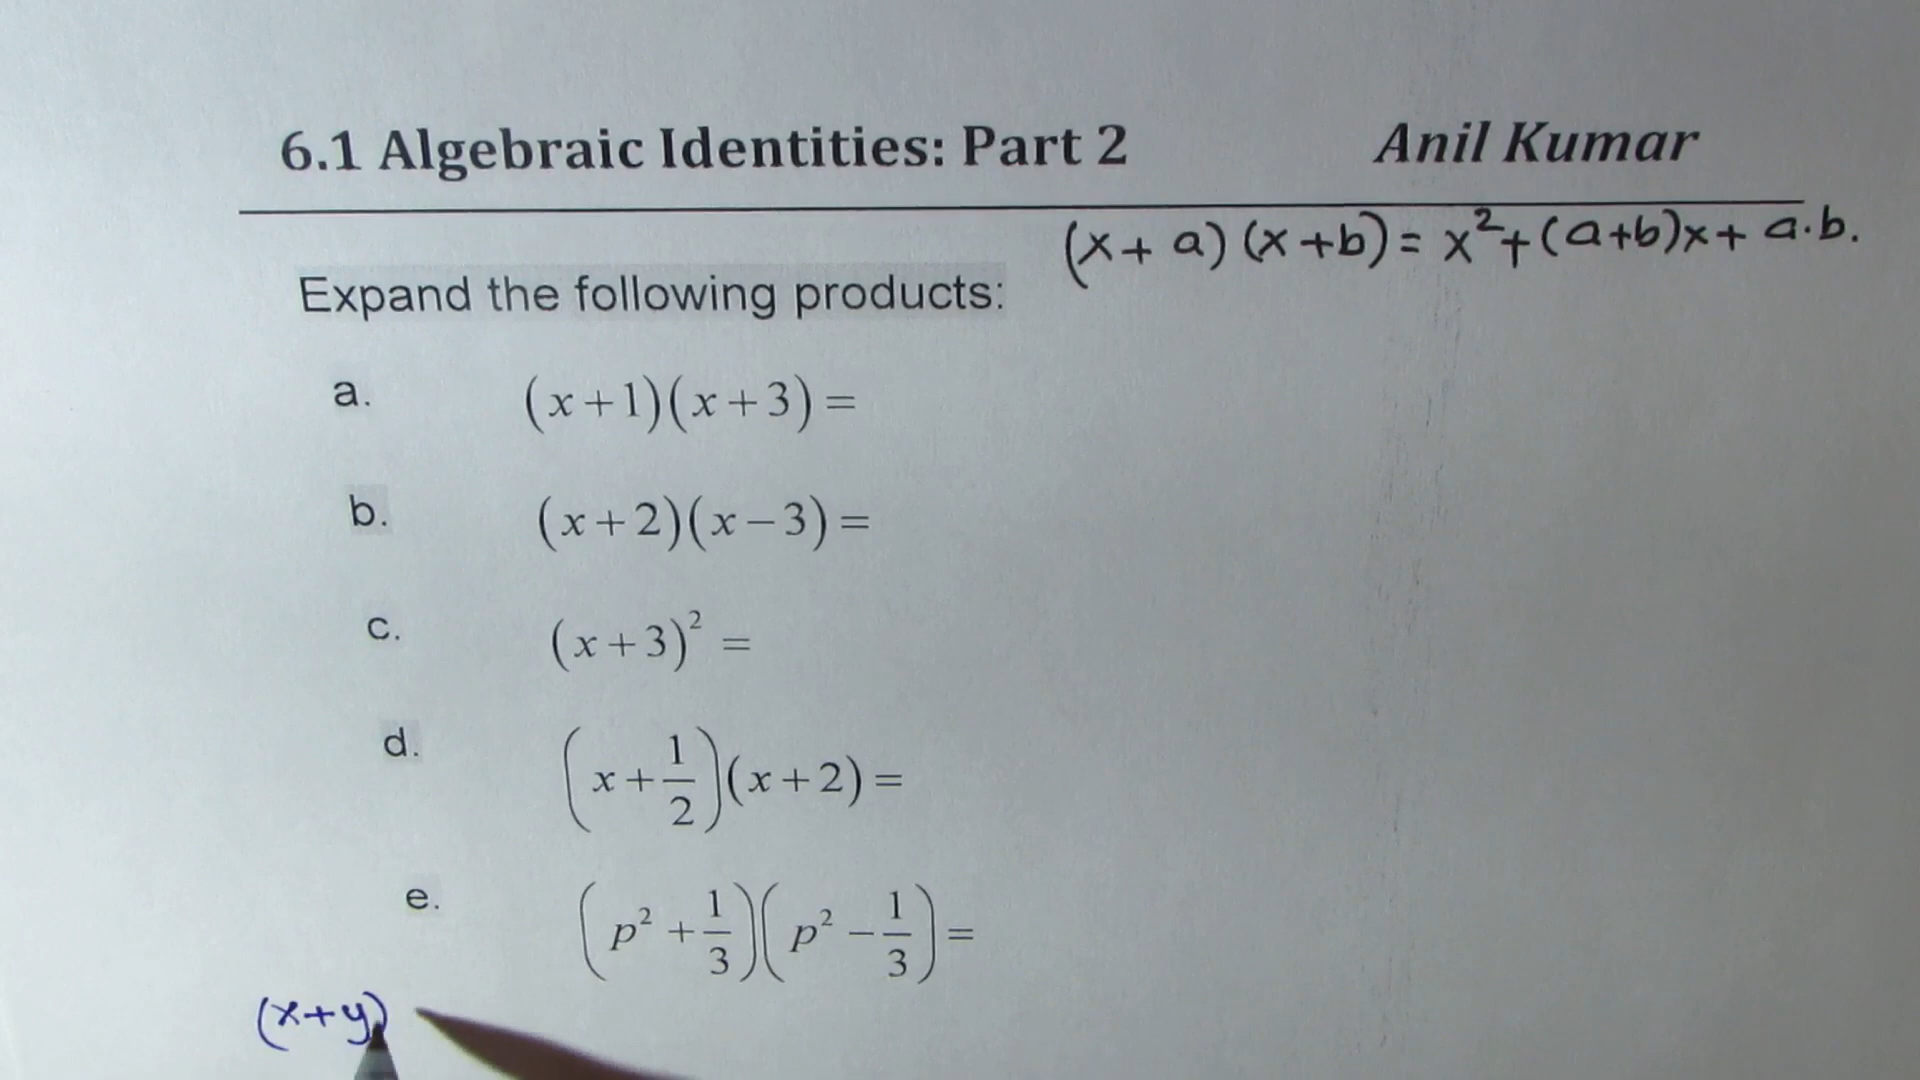 6.1 Algebraic Identities: Part 2 Anil Kumar
(x + a) (x + b) = x² + (a+b)x + a·b.
Expand the following products:
a. (x+1)(x+3) =
b. (x+2)(x−3) =
c. (x+3)² =
d. (x+1/2)(x+2) =
e. (p²+1/3)(p²−1/3) =
(x+y)